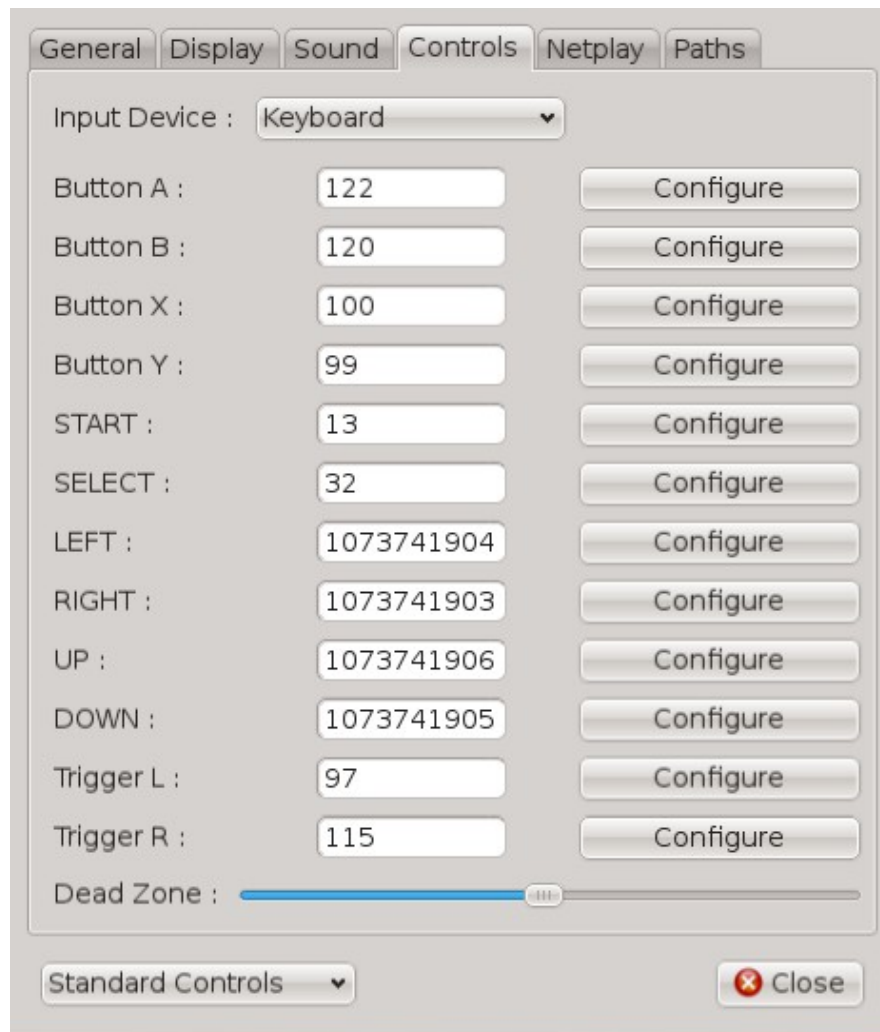 General Display Sound Controls Netplay Paths
Input Device : Keyboard
Button A : 122 Configure
Button B : 120 Configure
Button X : 100 Configure
Button Y : 99 Configure
START : 13 Configure
SELECT : 32 Configure
LEFT : 1073741904 Configure
RIGHT : 1073741903 Configure
UP : 1073741906 Configure
DOWN : 1073741905 Configure
Trigger L : 97 Configure
Trigger R : 115 Configure
Dead Zone :
Standard Controls Close